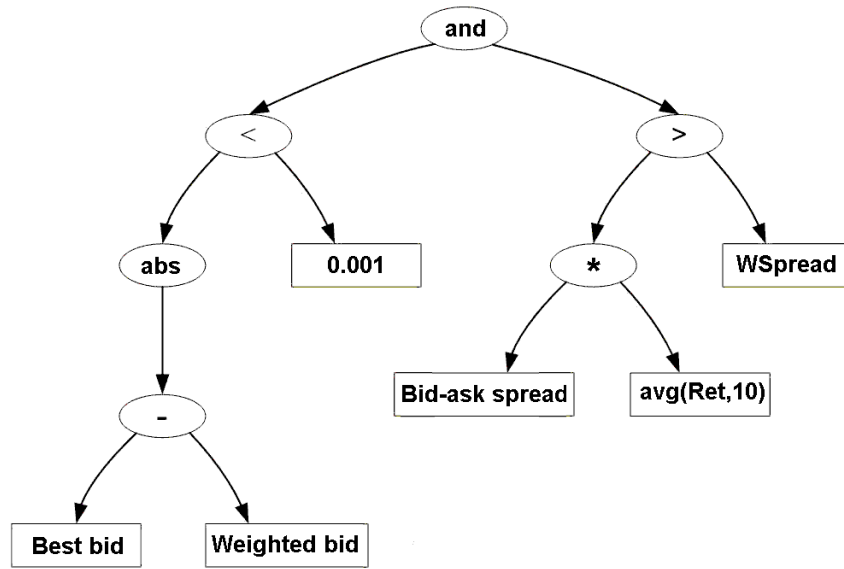 and
<
>
abs
0.001
*
WSpread
Bid-ask spread
avg(Ret,10)
-
Best bid
Weighted bid